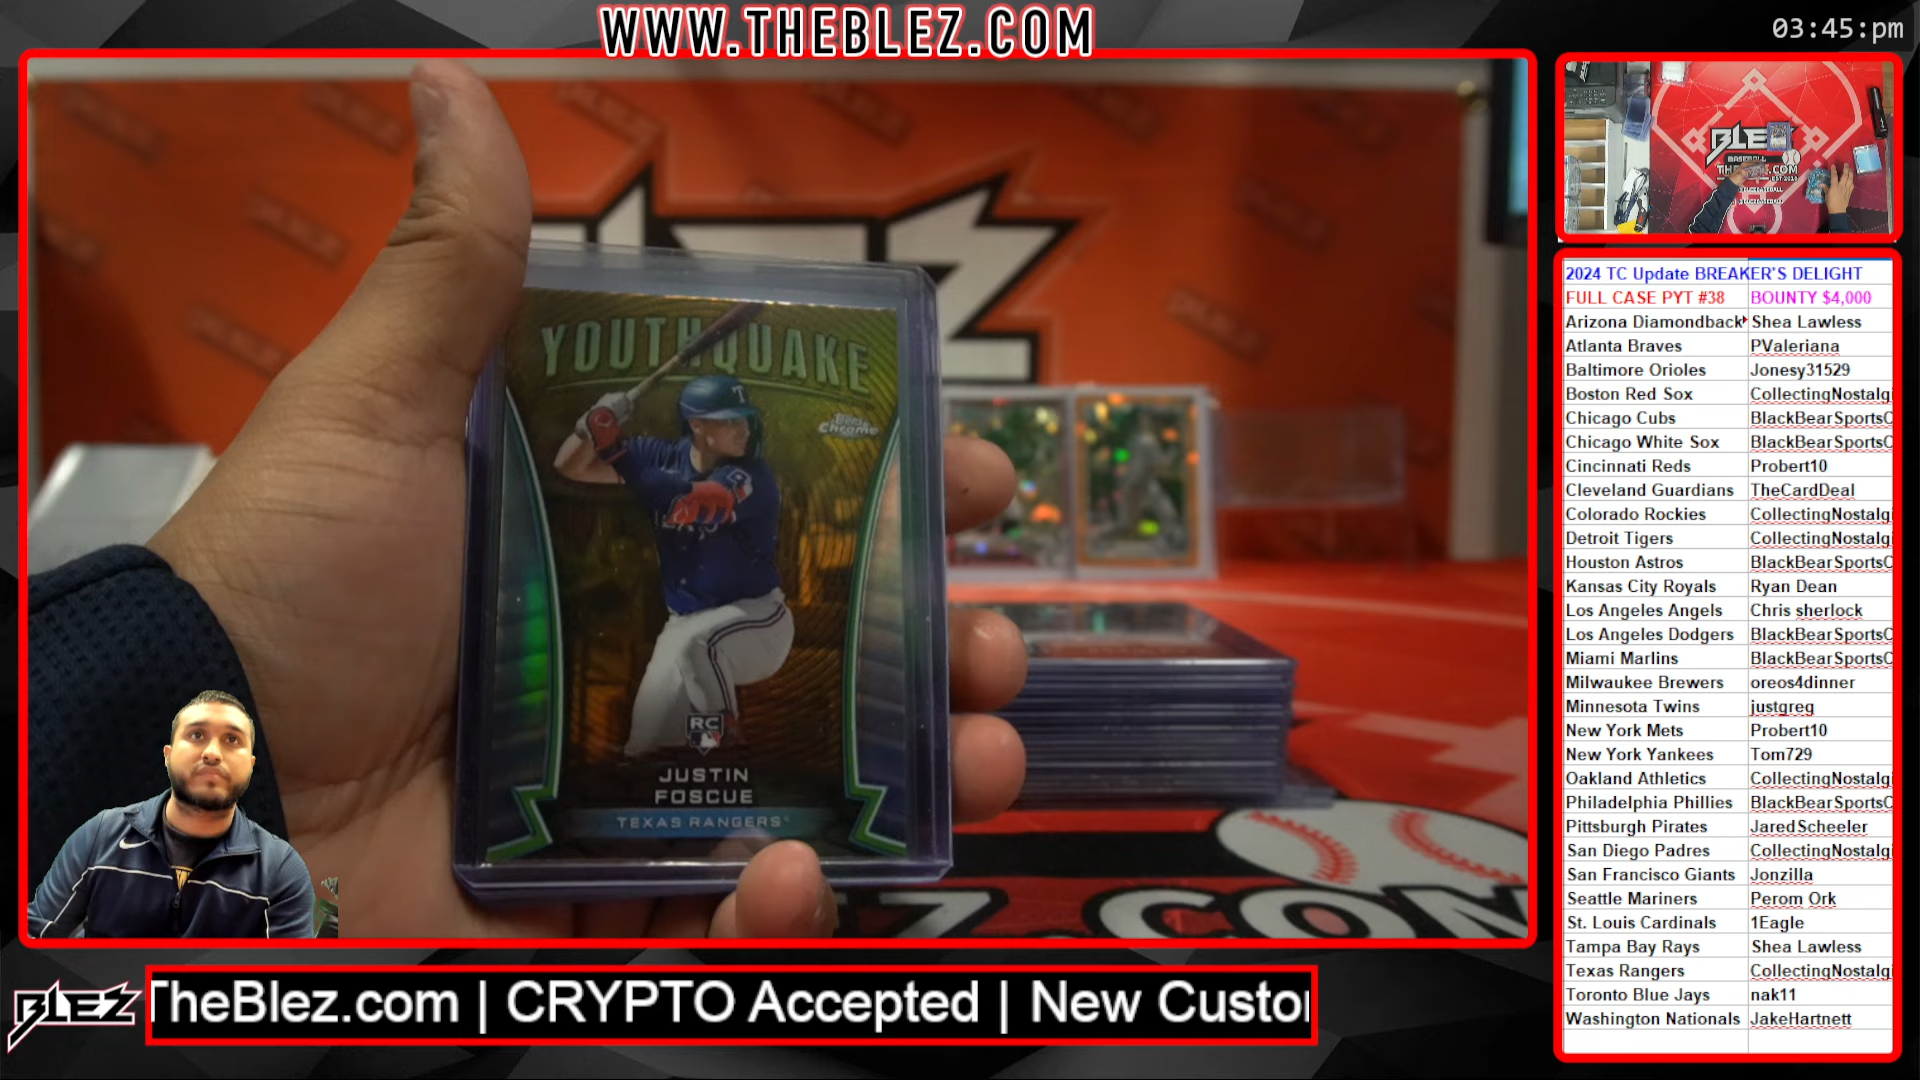 WWW.THEBLEZ.COM
03:45:pm
YOUTHQUAKE
Topps Chrome
RC
JUSTIN
FOSCUE
TEXAS RANGERS
BLEZ
BASEBALL
2024 TC Update BREAKER'S DELIGHT
FULL CASE PYT #38 BOUNTY $4,000
Arizona Diamondback Shea Lawless
Atlanta Braves PValeriana
Baltimore Orioles Jonesy31529
Boston Red Sox CollectingNostalgi
Chicago Cubs BlackBearSportsC
Chicago White Sox BlackBearSportsC
Cincinnati Reds Probert10
Cleveland Guardians TheCardDeal
Colorado Rockies CollectingNostalgi
Detroit Tigers CollectingNostalgi
Houston Astros BlackBearSportsC
Kansas City Royals Ryan Dean
Los Angeles Angels Chris sherlock
Los Angeles Dodgers BlackBearSportsC
Miami Marlins BlackBearSportsC
Milwaukee Brewers oreos4dinner
Minnesota Twins justgreg
New York Mets Probert10
New York Yankees Tom729
Oakland Athletics CollectingNostalgi
Philadelphia Phillies BlackBearSportsC
Pittsburgh Pirates JaredScheeler
San Diego Padres CollectingNostalgi
San Francisco Giants Jonzilla
Seattle Mariners Perom Ork
St. Louis Cardinals 1Eagle
Tampa Bay Rays Shea Lawless
Texas Rangers CollectingNostalgi
Toronto Blue Jays nak11
Washington Nationals JakeHartnett
BLEZ
TheBlez.com | CRYPTO Accepted | New Custo